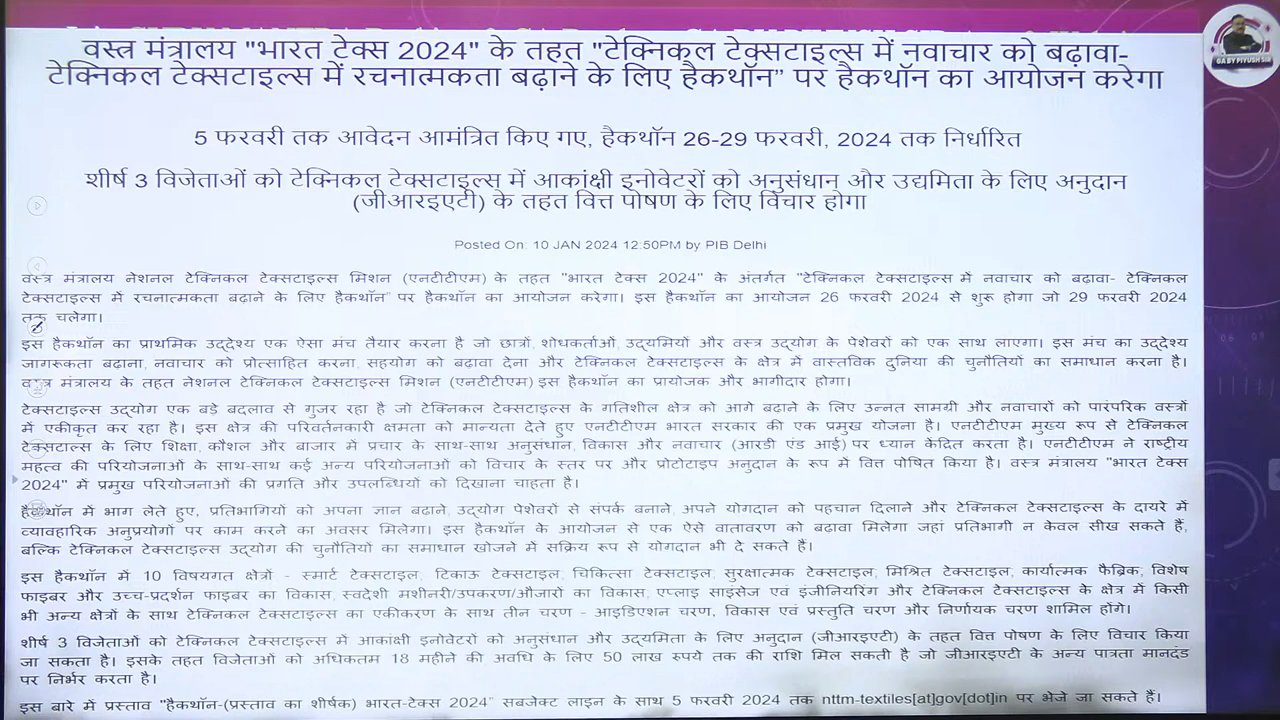 वस्त्र मंत्रालय "भारत टेक्स 2024" के तहत "टेक्निकल टेक्सटाइल्स में नवाचार को बढ़ावा-
टेक्निकल टेक्सटाइल्स में रचनात्मकता बढ़ाने के लिए हैकथॉन” पर हैकथॉन का आयोजन करेगा
GA BY PIYUSH SIR
5 फरवरी तक आवेदन आमंत्रित किए गए, हैकथॉन 26-29 फरवरी, 2024 तक निर्धारित
शीर्ष 3 विजेताओं को टेक्निकल टेक्सटाइल्स में आकांक्षी इनोवेटरों को अनुसंधान और उद्यमिता के लिए अनुदान
(जीआरइएटी) के तहत वित्त पोषण के लिए विचार होगा
Posted On: 10 JAN 2024 12:50PM by PIB Delhi
वस्त्र मंत्रालय नेशनल टेक्निकल टेक्सटाइल्स मिशन (एनटीटीएम) के तहत "भारत टेक्स 2024" के अंतर्गत "टेक्निकल टेक्सटाइल्स में नवाचार को बढ़ावा- टेक्निकल
टेक्सटाइल्स में रचनात्मकता बढ़ाने के लिए हैकथॉन” पर हैकथॉन का आयोजन करेगा। इस हैकथॉन का आयोजन 26 फरवरी 2024 से शुरू होगा जो 29 फरवरी 2024
तक चलेगा।
इस हैकथॉन का प्राथमिक उद्देश्य एक ऐसा मंच तैयार करना है जो छात्रों, शोधकर्ताओं, उद्यमियों और वस्त्र उद्योग के पेशेवरों को एक साथ लाएगा। इस मंच का उद्देश्य
जागरूकता बढ़ाना, नवाचार को प्रोत्साहित करना, सहयोग को बढ़ावा देना और टेक्निकल टेक्सटाइल्स के क्षेत्र में वास्तविक दुनिया की चुनौतियों का समाधान करना है।
वस्त्र मंत्रालय के तहत नेशनल टेक्निकल टेक्सटाइल्स मिशन (एनटीटीएम) इस हैकथॉन का प्रायोजक और भागीदार होगा।
टेक्सटाइल्स उद्योग एक बड़े बदलाव से गुजर रहा है जो टेक्निकल टेक्सटाइल्स के गतिशील क्षेत्र को आगे बढ़ाने के लिए उन्नत सामग्री और नवाचारों को पारंपरिक वस्त्रों
में एकीकृत कर रहा है। इस क्षेत्र की परिवर्तनकारी क्षमता को मान्यता देते हुए एनटीटीएम भारत सरकार की एक प्रमुख योजना है। एनटीटीएम मुख्य रूप से टेक्निकल
टेक्सटाल्स के लिए शिक्षा, कौशल और बाजार में प्रचार के साथ-साथ अनुसंधान, विकास और नवाचार (आरडी एंड आई) पर ध्यान केंदित करता है। एनटीटीएम ने राष्ट्रीय
महत्व की परियोजनाओं के साथ-साथ कई अन्य परियोजनाओं को विचार के स्तर पर और प्रोटोटाइप अनुदान के रूप में वित्त पोषित किया है। वस्त्र मंत्रालय "भारत टेक्स
2024" में प्रमुख परियोजनाओं की प्रगति और उपलब्धियों को दिखाना चाहता है।
हैकथॉन में भाग लेते हुए, प्रतिभागियों को अपना ज्ञान बढ़ाने, उद्योग पेशेवरों से संपर्क बनाने, अपने योगदान को पहचान दिलाने और टेक्निकल टेक्सटाइल्स के दायरे में
व्यावहारिक अनुप्रयोगों पर काम करने का अवसर मिलेगा। इस हैकथॉन के आयोजन से एक ऐसे वातावरण को बढ़ावा मिलेगा जहां प्रतिभागी न केवल सीख सकते हैं,
बल्कि टेक्निकल टेक्सटाइल्स उद्योग की चुनौतियों का समाधान खोजने में सक्रिय रूप से योगदान भी दे सकते हैं।
इस हैकथॉन में 10 विषयगत क्षेत्रों - स्मार्ट टेक्सटाइल; टिकाऊ टेक्सटाइल; चिकित्सा टेक्सटाइल; सुरक्षात्मक टेक्सटाइल; मिश्रित टेक्सटाइल; कार्यात्मक फैब्रिक, विशेष
फाइबर और उच्च-प्रदर्शन फाइबर का विकास; स्वदेशी मशीनरी/उपकरण/औजारों का विकास; एप्लाइ साइंसेज एवं इंजीनियरिंग और टेक्निकल टेक्सटाइल्स के क्षेत्र में किसी
भी अन्य क्षेत्रों के साथ टेक्निकल टेक्सटाइल्स का एकीकरण के साथ तीन चरण - आइडिएशन चरण, विकास एवं प्रस्तुति चरण और निर्णायक चरण शामिल होंगे।
शीर्ष 3 विजेताओं को टेक्निकल टेक्सटाइल्स में आकांक्षी इनोवेटरों को अनुसंधान और उद्यमिता के लिए अनुदान (जीआरइएटी) के तहत वित्त पोषण के लिए विचार किया
जा सकता है। इसके तहत विजेताओं को अधिकतम 18 महीने की अवधि के लिए 50 लाख रूपये तक की राशि मिल सकती है जो जीआरइएटी के अन्य पात्रता मानदंड
पर निर्भर करता है।
इस बारे में प्रस्ताव "हैकथॉन-(प्रस्ताव का शीर्षक) भारत-टेक्स 2024” सबजेक्ट लाइन के साथ 5 फरवरी 2024 तक nttm-textiles[at]gov[dot]in पर भेजे जा सकते हैं।